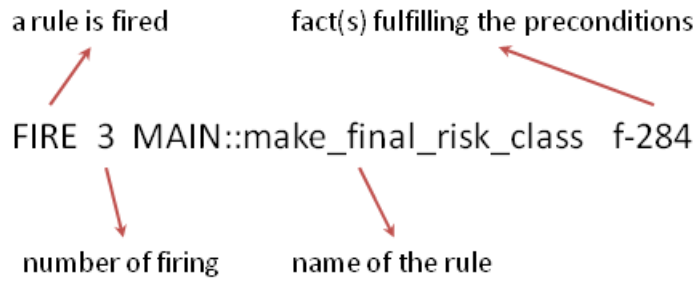 a rule is fired fact(s) fulfilling the preconditions
FIRE 3 MAIN::make_final_risk_class f-284
number of firing name of the rule